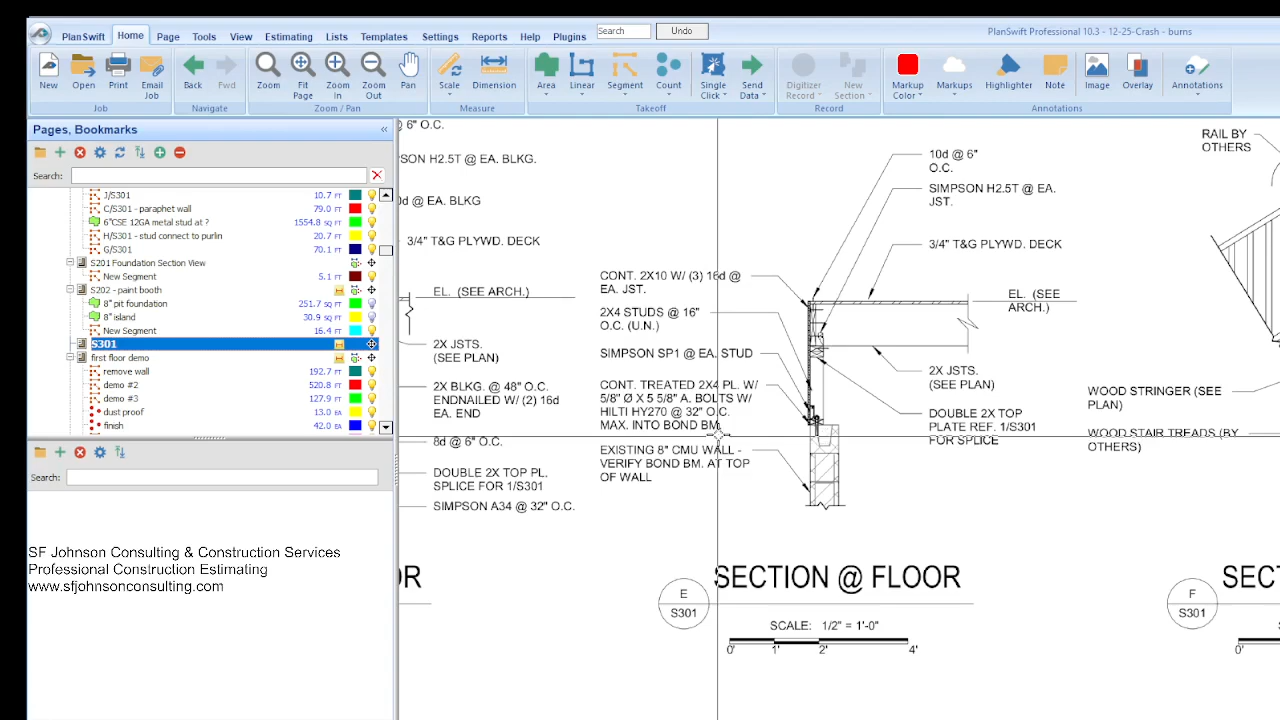 PlanSwift Professional 10.3 - 12-25-Crash - burns
PlanSwift Home Page Tools View Estimating Lists Templates Settings Reports Help Plugins Search Undo
New Open Print Email Job
Job
Back Fwd
Navigate
Zoom Fit Page Zoom In Zoom Out Pan
Zoom / Pan
Scale Dimension
Measure
Area Linear Segment Count Single Click Send Data
Takeoff
Digitizer Record New Section
Record
Markup Color Markups Highlighter Note Image Overlay Annotations
Annotations
Pages, Bookmarks
Search:
J/S301 10.7 FT
C/S301 - paraphet wall 79.0 FT
6"CSE 12GA metal stud at ? 1554.8 SQ FT
H/S301 - stud connect to purlin 20.7 FT
G/S301 70.1 FT
S201 Foundation Section View
New Segment 5.1 FT
S202 - paint booth
8" pit foundation 251.7 SQ FT
8" island 30.9 SQ FT
New Segment 16.4 FT
S301
first floor demo
remove wall 192.7 FT
demo #2 520.8 FT
demo #3 127.9 FT
dust proof 13.0 EA
finish 42.0 EA
Search:
SF Johnson Consulting & Construction Services
Professional Construction Estimating
www.sfjohnsonconsulting.com
@ 6" O.C.
SON H2.5T @ EA. BLKG.
0d @ EA. BLKG
3/4" T&G PLYWD. DECK
EL. (SEE ARCH.)
2X JSTS.
(SEE PLAN)
2X BLKG. @ 48" O.C.
ENDNAILED W/ (2) 16d
EA. END
8d @ 6" O.C.
DOUBLE 2X TOP PL.
SPLICE FOR 1/S301
SIMPSON A34 @ 32" O.C.
OR
CONT. 2X10 W/ (3) 16d @
EA. JST.
2X4 STUDS @ 16"
O.C. (U.N.)
SIMPSON SP1 @ EA. STUD
CONT. TREATED 2X4 PL. W/
5/8" Ø X 5 5/8" A. BOLTS W/
HILTI HY270 @ 32" O.C.
MAX. INTO BOND BM.
EXISTING 8" CMU WALL -
VERIFY BOND BM. AT TOP
OF WALL
10d @ 6"
O.C.
SIMPSON H2.5T @ EA.
JST.
3/4" T&G PLYWD. DECK
EL. (SEE
ARCH.)
2X JSTS.
(SEE PLAN)
DOUBLE 2X TOP
PLATE REF. 1/S301
FOR SPLICE
E
S301
SECTION @ FLOOR
SCALE: 1/2" = 1'-0"
0' 1' 2' 4'
RAIL BY
OTHERS
WOOD STRINGER (SEE
PLAN)
WOOD STAIR TREADS (BY
OTHERS)
F
S301
SECT
0'